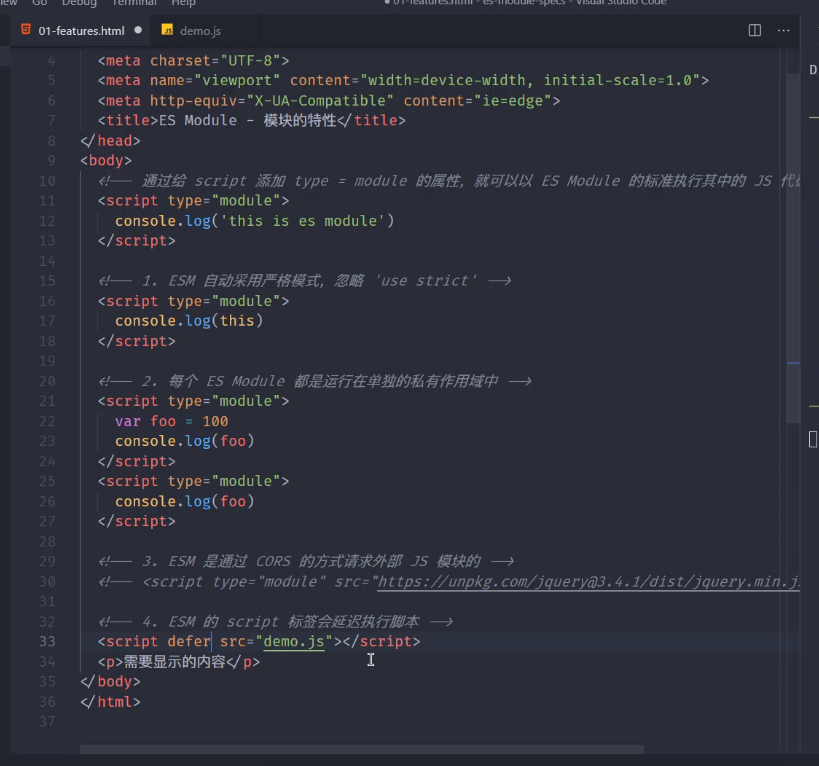 Go Debug Terminal Help 01-features.html - es-module-specs - Visual Studio Code
01-features.html demo.js
4 <meta charset="UTF-8">
5 <meta name="viewport" content="width=device-width, initial-scale=1.0">
6 <meta http-equiv="X-UA-Compatible" content="ie=edge">
7 <title>ES Module - 模块的特性</title>
8 </head>
9 <body>
10 <!-- 通过给 script 添加 type = module 的属性，就可以以 ES Module 的标准执行其中的 JS 代
11 <script type="module">
12 console.log('this is es module')
13 </script>
14
15 <!-- 1. ESM 自动采用严格模式，忽略 'use strict' -->
16 <script type="module">
17 console.log(this)
18 </script>
19
20 <!-- 2. 每个 ES Module 都是运行在单独的私有作用域中 -->
21 <script type="module">
22 var foo = 100
23 console.log(foo)
24 </script>
25 <script type="module">
26 console.log(foo)
27 </script>
28
29 <!-- 3. ESM 是通过 CORS 的方式请求外部 JS 模块的 -->
30 <!-- <script type="module" src="https://unpkg.com/jquery@3.4.1/dist/jquery.min.j
31
32 <!-- 4. ESM 的 script 标签会延迟执行脚本 -->
33 <script defer src="demo.js"></script>
34 <p>需要显示的内容</p>
35 </body>
36 </html>
37